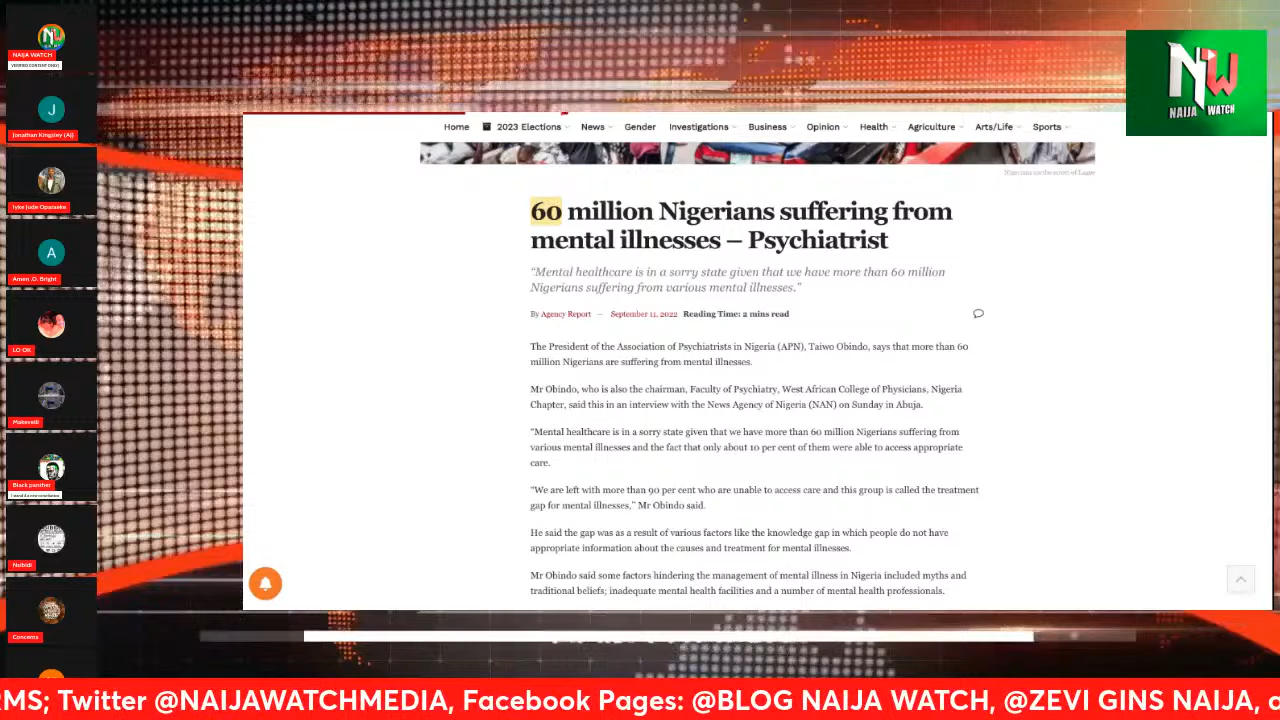 NAIJA WATCH
VERIFIED CONTENT ONLY)
J
Jonathan Kingsley (AJ)
Iyke Jude Oparaeke
A
Amen .O. Bright
LO OK
Makavelli
Black panther
Ndibidi
Concerns
NW
NAIJA WATCH
Home 2023 Elections News Gender Investigations Business Opinion Health Agriculture Arts/Life Sports
Nigerians on the street of Lagos
60 million Nigerians suffering from
mental illnesses – Psychiatrist
“Mental healthcare is in a sorry state given that we have more than 60 million
Nigerians suffering from various mental illnesses.”
By Agency Report — September 11, 2022 Reading Time: 2 mins read
The President of the Association of Psychiatrists in Nigeria (APN), Taiwo Obindo, says that more than 60
million Nigerians are suffering from mental illnesses.
Mr Obindo, who is also the chairman, Faculty of Psychiatry, West African College of Physicians, Nigeria
Chapter, said this in an interview with the News Agency of Nigeria (NAN) on Sunday in Abuja.
“Mental healthcare is in a sorry state given that we have more than 60 million Nigerians suffering from
various mental illnesses and the fact that only about 10 per cent of them were able to access appropriate
care.
“We are left with more than 90 per cent who are unable to access care and this group is called the treatment
gap for mental illnesses,” Mr Obindo said.
He said the gap was as a result of various factors like the knowledge gap in which people do not have
appropriate information about the causes and treatment for mental illnesses.
Mr Obindo said some factors hindering the management of mental illness in Nigeria included myths and
traditional beliefs; inadequate mental health facilities and a number of mental health professionals.
RMS; Twitter @NAIJAWATCHMEDIA, Facebook Pages: @BLOG NAIJA WATCH, @ZEVI GINS NAIJA,